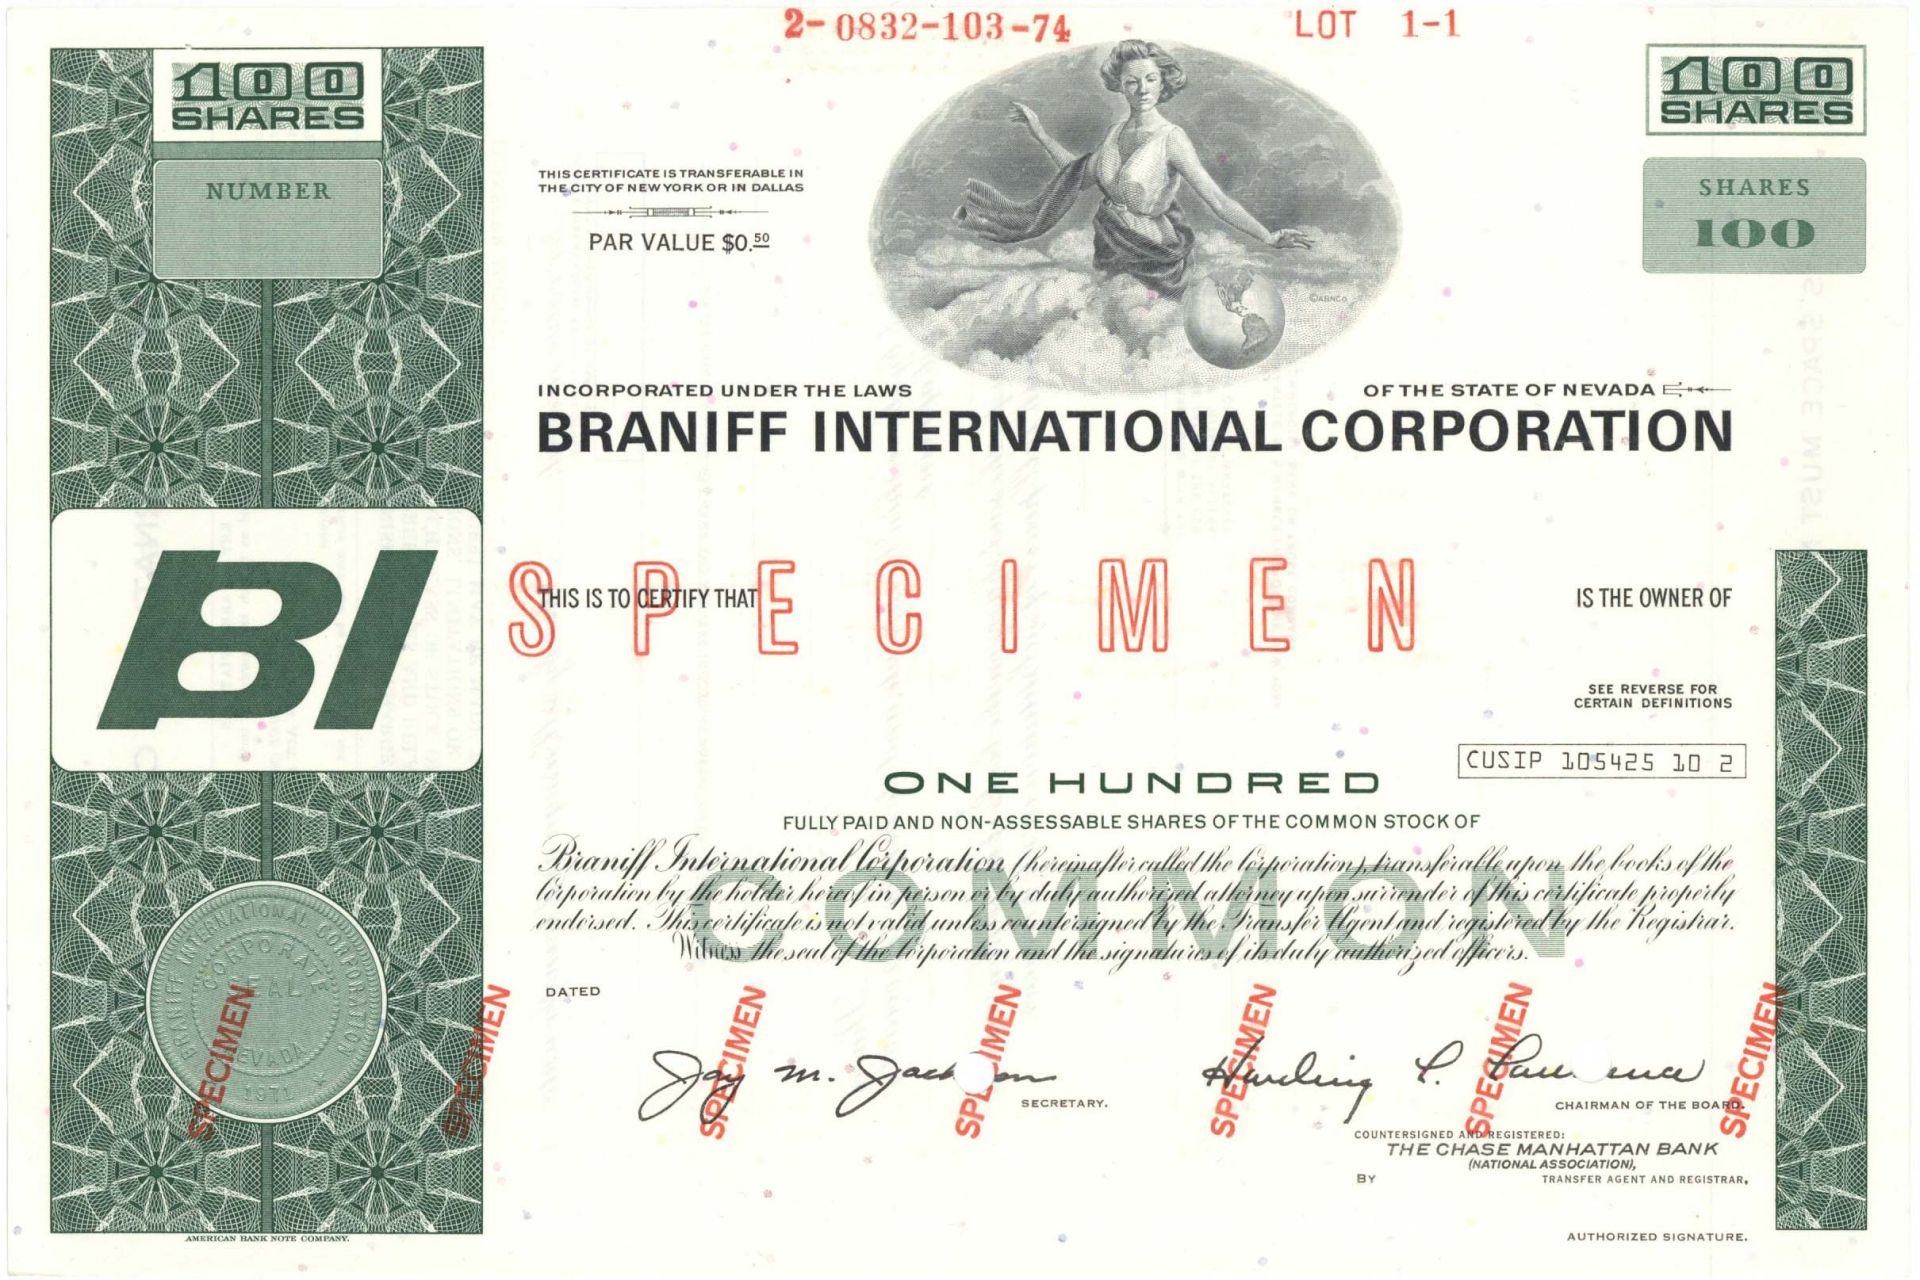 2- 0832-103-74 LOT 1-1
100
SHARES
NUMBER
THIS CERTIFICATE IS TRANSFERABLE IN
THE CITY OF NEW YORK OR IN DALLAS
PAR VALUE $0.50
©ABNCO
100
SHARES
SHARES
100
INCORPORATED UNDER THE LAWS OF THE STATE OF NEVADA
BRANIFF INTERNATIONAL CORPORATION
BI
SPECIMEN
THIS IS TO CERTIFY THAT IS THE OWNER OF
SEE REVERSE FOR
CERTAIN DEFINITIONS
CUSIP 105425 10 2
ONE HUNDRED
FULLY PAID AND NON-ASSESSABLE SHARES OF THE COMMON STOCK OF
COMMON
Braniff International Corporation (hereinafter called the Corporation), transferable upon the books of the
Corporation by the holder hereof in person or by duly authorized attorney upon surrender of this certificate properly
endorsed. This certificate is not valid unless countersigned by the Transfer Agent and registered by the Registrar.
Witness the seal of the Corporation and the signatures of its duly authorized officers.
DATED
BRANIFF INTERNATIONAL CORPORATION
CORPORATE
SEAL
NEVADA
1971
SPECIMEN SPECIMEN SPECIMEN SPECIMEN SPECIMEN SPECIMEN SPECIMEN
Jay M. Jackson
SECRETARY.
Harding L. Lawrence
CHAIRMAN OF THE BOARD.
COUNTERSIGNED AND REGISTERED:
THE CHASE MANHATTAN BANK
(NATIONAL ASSOCIATION),
BY TRANSFER AGENT AND REGISTRAR,
AUTHORIZED SIGNATURE.
AMERICAN BANK NOTE COMPANY.